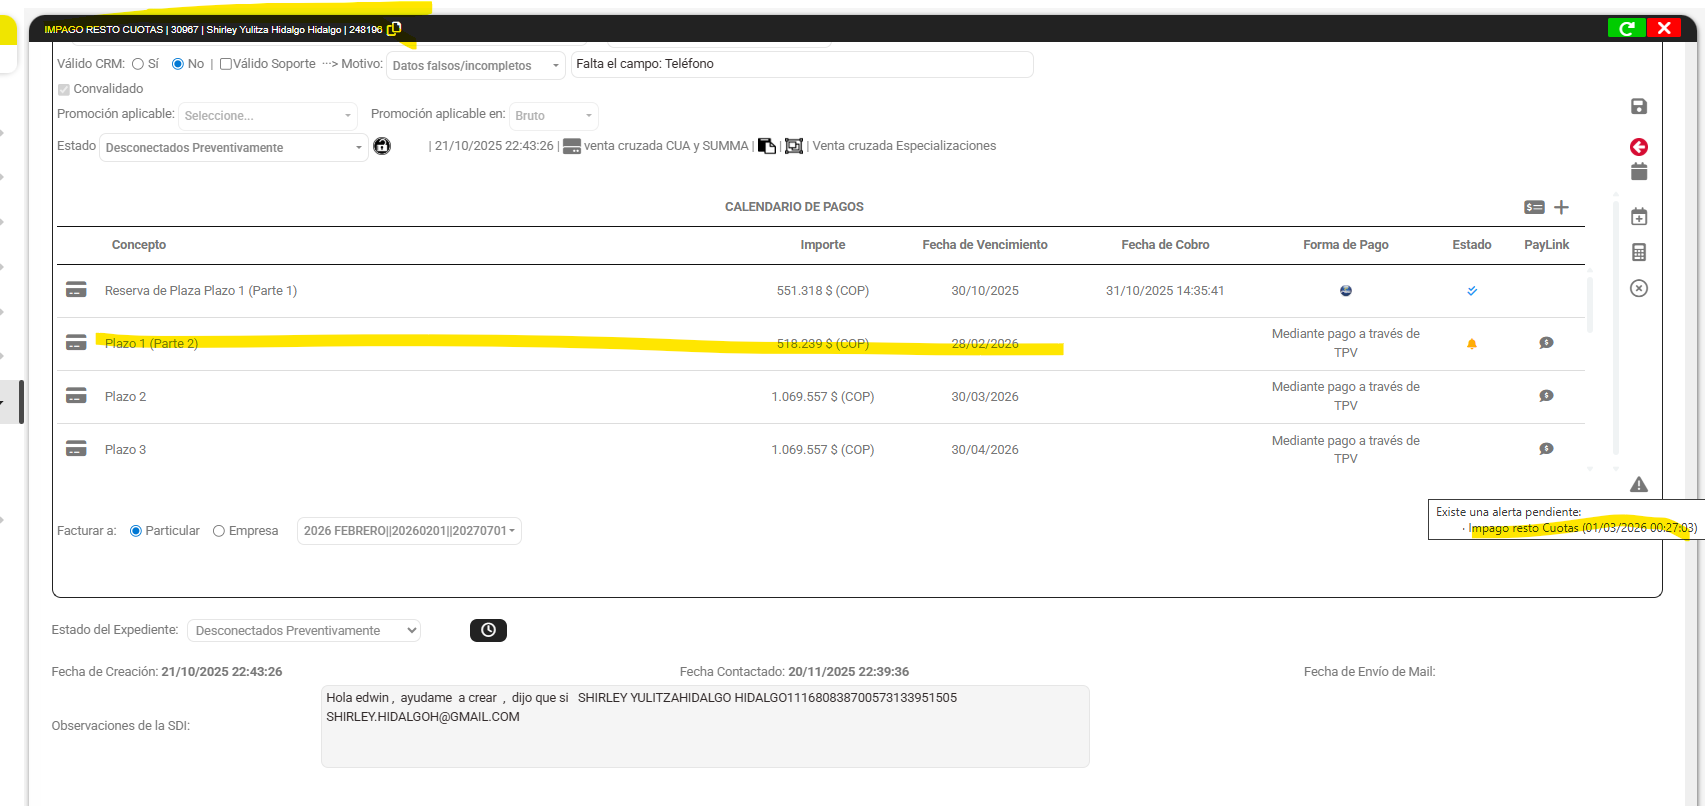 IMPAGO RESTO CUOTAS | 30967 | Shirley Yulitza Hidalgo Hidalgo | 248196
Válido CRM: Sí No | Válido Soporte ···> Motivo: Datos falsos/incompletos Falta el campo: Teléfono
Convalidado
Promoción aplicable: Seleccione... Promoción aplicable en: Bruto
Estado Desconectados Preventivamente | 21/10/2025 22:43:26 | venta cruzada CUA y SUMMA | | Venta cruzada Especializaciones
CALENDARIO DE PAGOS
Concepto Importe Fecha de Vencimiento Fecha de Cobro Forma de Pago Estado PayLink
Reserva de Plaza Plazo 1 (Parte 1) 551.318 $ (COP) 30/10/2025 31/10/2025 14:35:41
Plazo 1 (Parte 2) 518.239 $ (COP) 28/02/2026 Mediante pago a través de
TPV
Plazo 2 1.069.557 $ (COP) 30/03/2026 Mediante pago a través de
TPV
Plazo 3 1.069.557 $ (COP) 30/04/2026 Mediante pago a través de
TPV
Existe una alerta pendiente:
· Impago resto Cuotas (01/03/2026 00:27:03)
Facturar a: Particular Empresa 2026 FEBRERO||20260201||20270701
Estado del Expediente: Desconectados Preventivamente
Fecha de Creación: 21/10/2025 22:43:26 Fecha Contactado: 20/11/2025 22:39:36 Fecha de Envío de Mail:
Observaciones de la SDI:
Hola edwin , ayudame a crear , dijo que si SHIRLEY YULITZAHIDALGO HIDALGO111680838700573133951505
SHIRLEY.HIDALGOH@GMAIL.COM